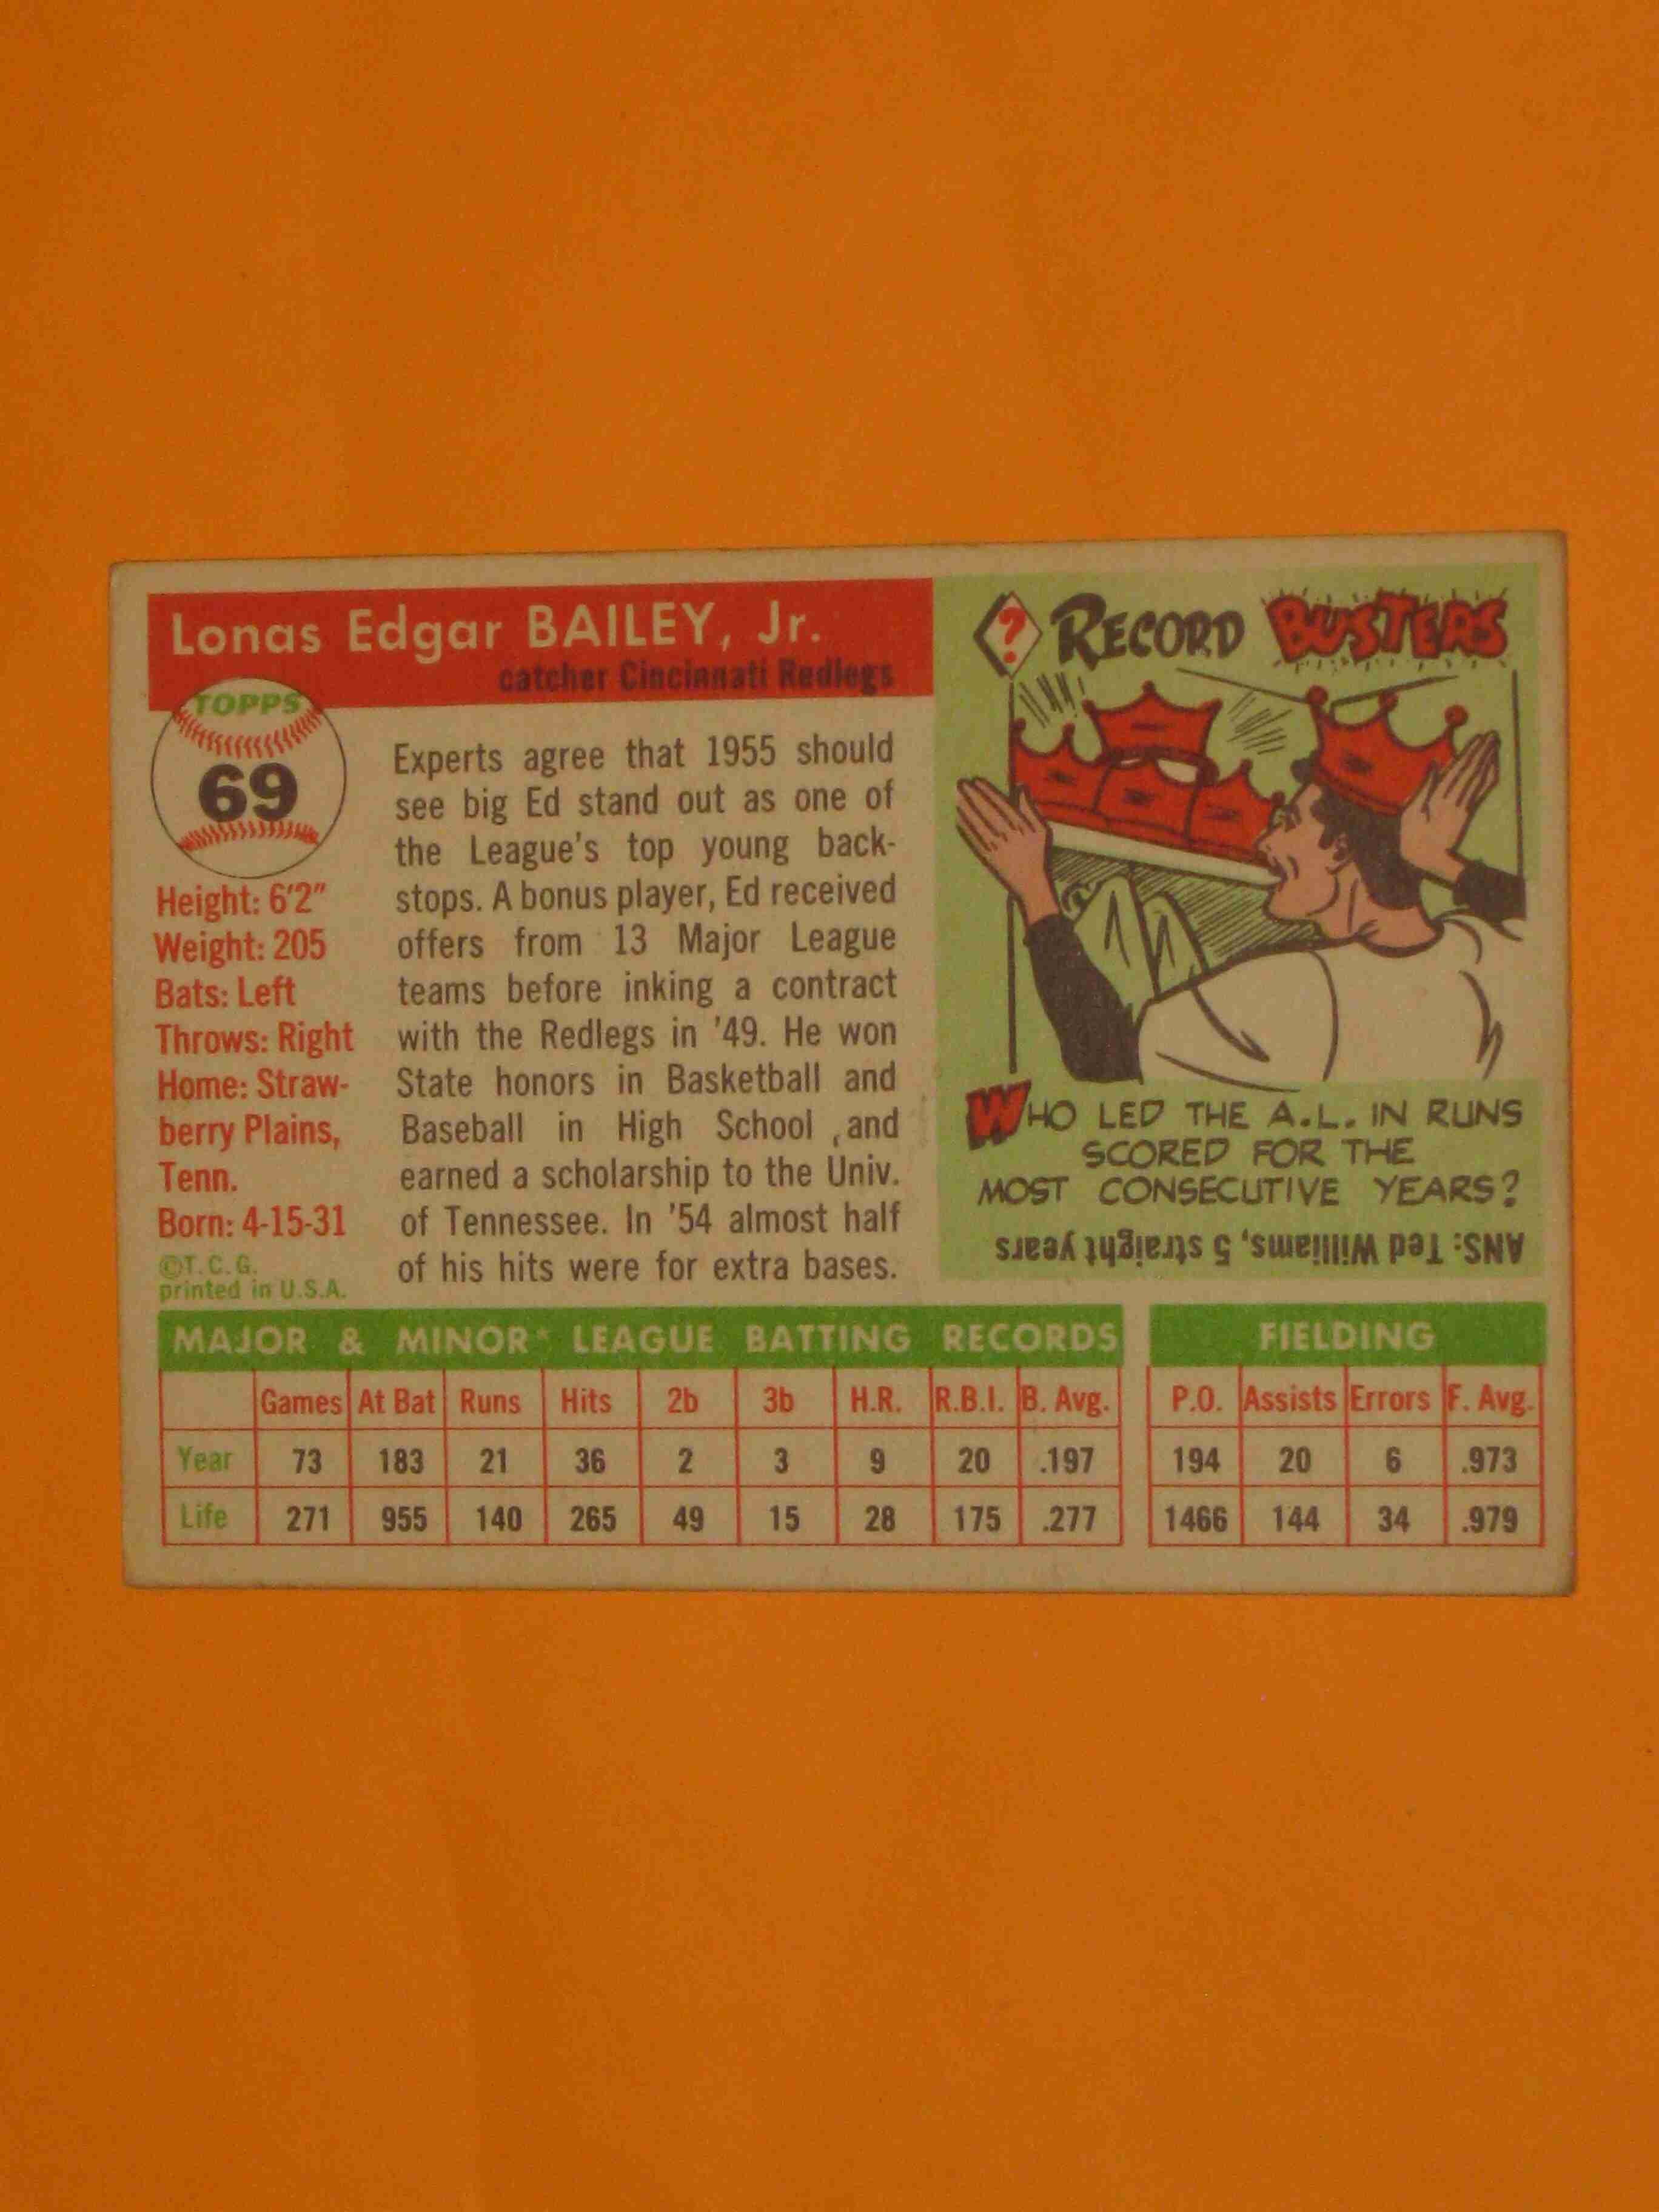 Lonas Edgar BAILEY, Jr.
catcher Cincinnati Redlegs
TOPPS
69
Height: 6'2"
Weight: 205
Bats: Left
Throws: Right
Home: Straw-
berry Plains,
Tenn.
Born: 4-15-31
©T.C.G.
printed in U.S.A.
Experts agree that 1955 should
see big Ed stand out as one of
the League's top young back-
stops. A bonus player, Ed received
offers from 13 Major League
teams before inking a contract
with the Redlegs in '49. He won
State honors in Basketball and
Baseball in High School ,and
earned a scholarship to the Univ.
of Tennessee. In '54 almost half
of his hits were for extra bases.
? RECORD BUSTERS
WHO LED THE A.L. IN RUNS
SCORED FOR THE
MOST CONSECUTIVE YEARS?
ANS: Ted Williams, 5 straight years
MAJOR & MINOR* LEAGUE BATTING RECORDS
Games At Bat Runs Hits 2b 3b H.R. R.B.I. B. Avg.
Year 73 183 21 36 2 3 9 20 .197
Life 271 955 140 265 49 15 28 175 .277
FIELDING
P.O. Assists Errors F. Avg.
194 20 6 .973
1466 144 34 .979